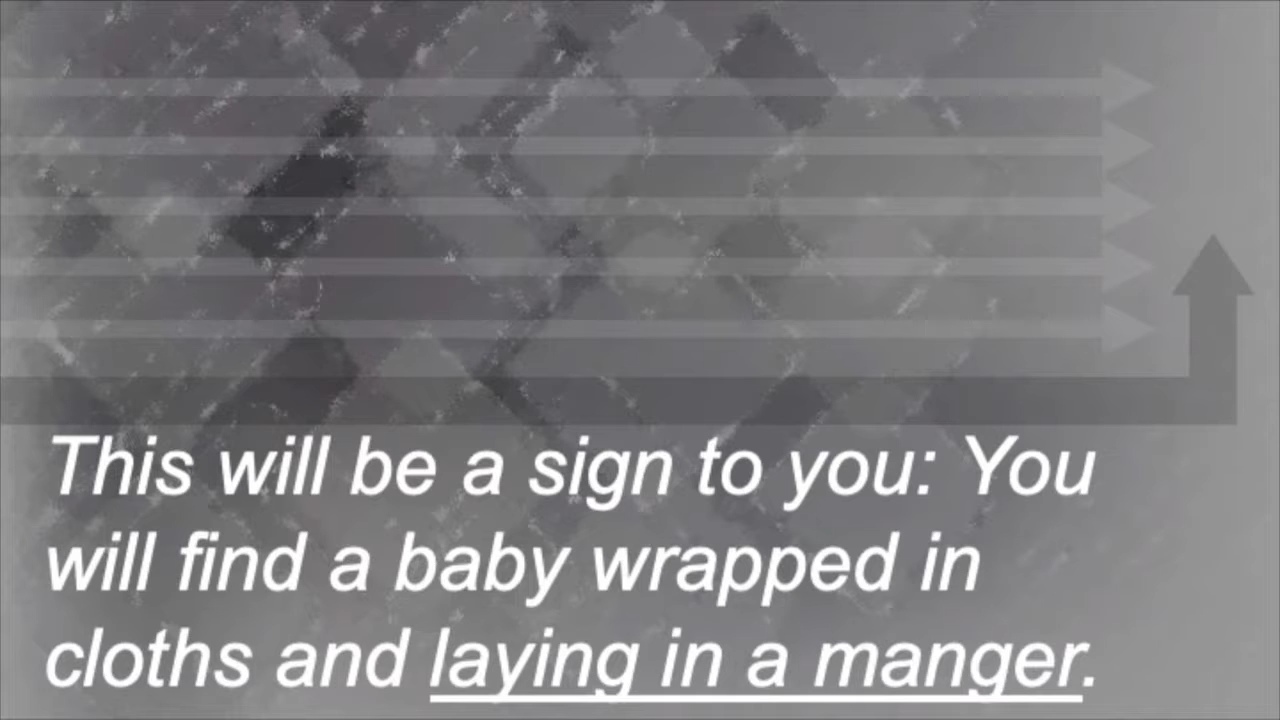 This will be a sign to you: You
will find a baby wrapped in
cloths and laying in a manger.